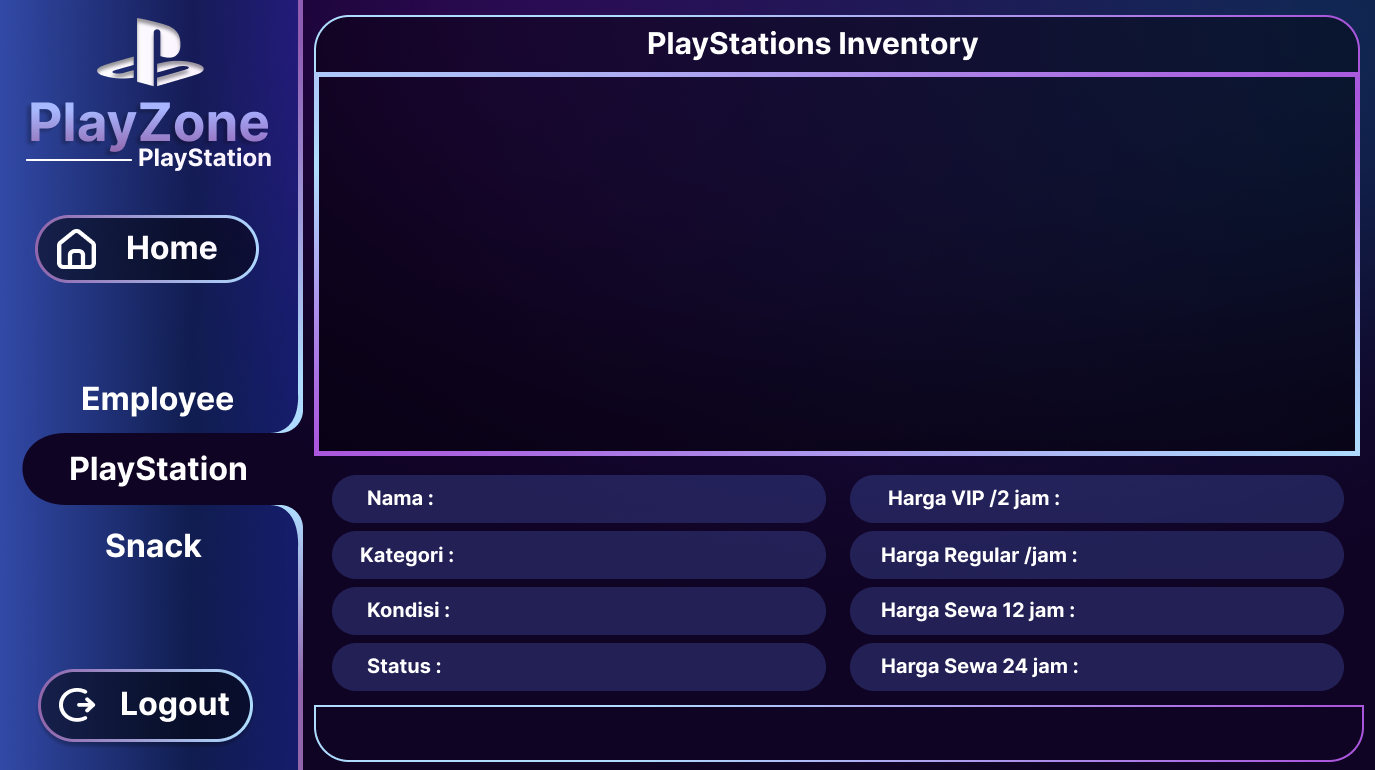 PlayZone
PlayStation
Home
Employee
PlayStation
Snack
Logout
PlayStations Inventory
Nama :
Kategori :
Kondisi :
Status :
Harga VIP /2 jam :
Harga Regular /jam :
Harga Sewa 12 jam :
Harga Sewa 24 jam :